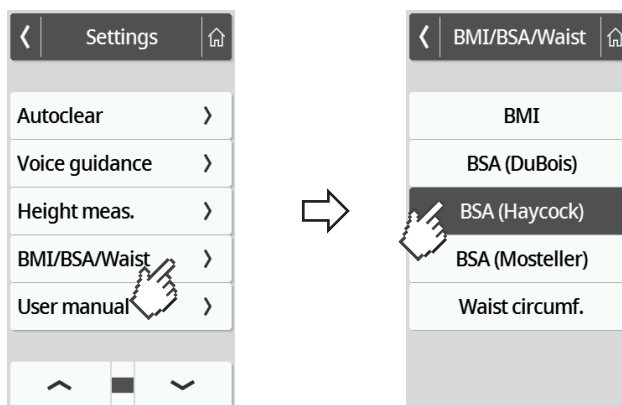 Settings
Autoclear
Voice guidance
Height meas.
BMI/BSA/Waist
User manual
BMI/BSA/Waist
BMI
BSA (DuBois)
BSA (Haycock)
BSA (Mosteller)
Waist circumf.